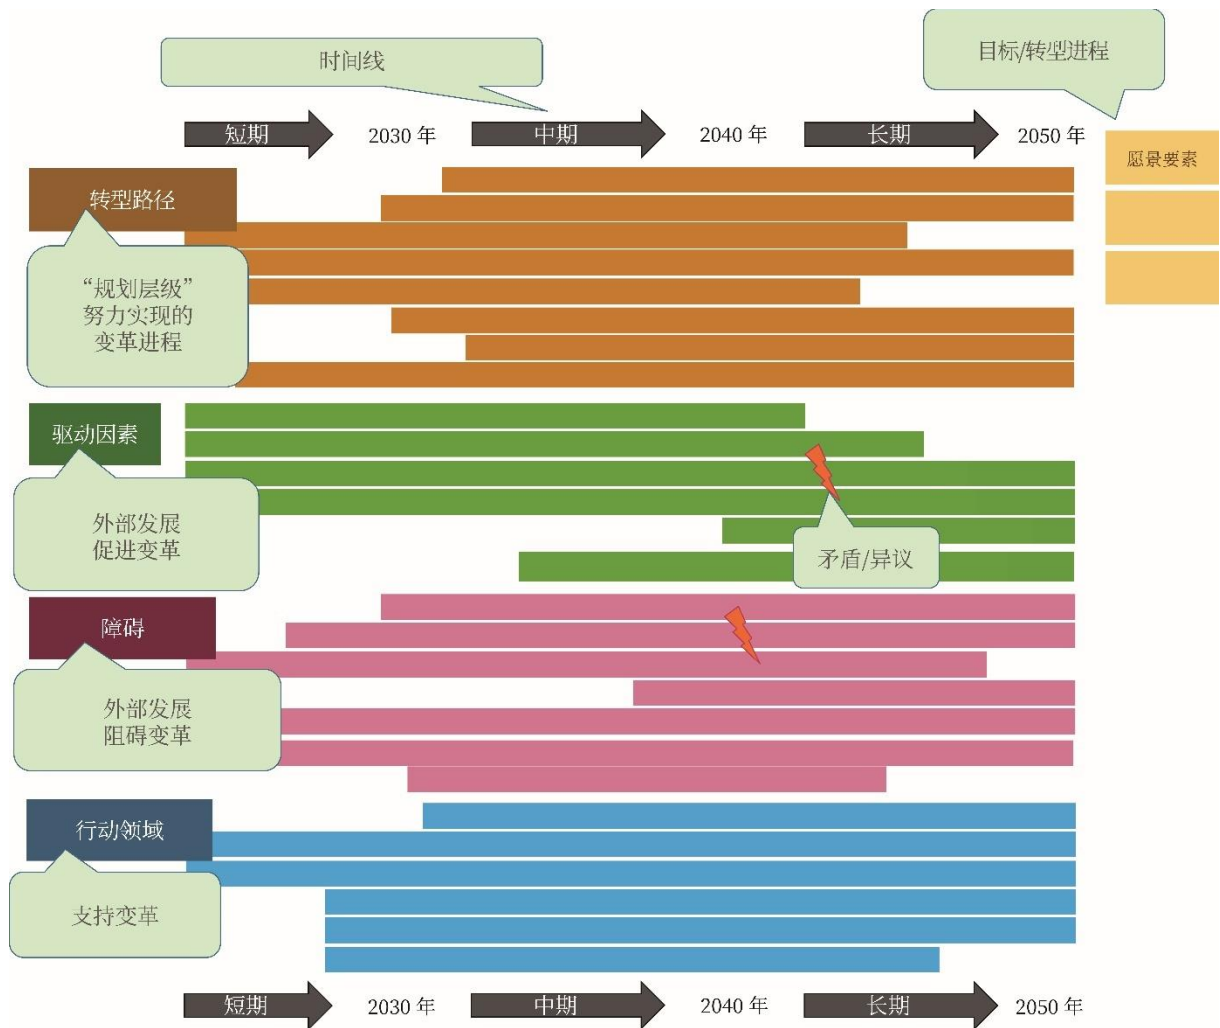 时间线
目标/转型进程
短期
2030 年
中期
2040 年
长期
2050 年
愿景要素
转型路径
“规划层级”
努力实现的
变革进程
驱动因素
外部发展
促进变革
矛盾/异议
障碍
外部发展
阻碍变革
行动领域
支持变革
短期
2030 年
中期
2040 年
长期
2050 年